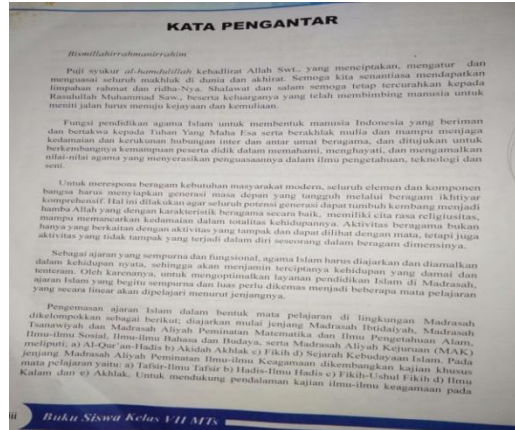 KATA PENGANTAR
Bismillahirrahmanirrahim
Puji syukur al-hamdulillah kehadirat Allah Swt., yang menciptakan, mengatur dan
menguasai seluruh makhluk di dunia dan akhirat. Semoga kita senantiasa mendapatkan
limpahan rahmat dan ridha-Nya. Shalawat dan salam semoga tetap tercurahkan kepada
Rasulullah Muhammad Saw., beserta keluarganya yang telah membimbing manusia untuk
meniti jalan lurus menuju kejayaan dan kemuliaan.
Fungsi pendidikan agama Islam untuk membentuk manusia Indonesia yang beriman
dan bertakwa kepada Tuhan Yang Maha Esa serta berakhlak mulia dan mampu menjaga
kedamaian dan kerukunan hubungan inter dan antar umat beragama, dan ditujukan untuk
berkembangnya kemampuan peserta didik dalam memahami, menghayati, dan mengamalkan
nilai-nilai agama yang menyerasikan penguasaannya dalam ilmu pengetahuan, teknologi dan
seni.
Untuk merespons beragam kebutuhan masyarakat modern, seluruh elemen dan komponen
bangsa harus menyiapkan generasi masa depan yang tangguh melalui beragam ikhtiyar
komprehensif. Hal ini dilakukan agar seluruh potensi generasi dapat tumbuh kembang menjadi
hamba Allah yang dengan karakteristik beragama secara baik, memiliki cita rasa religiusitas,
mampu memancarkan kedamaian dalam totalitas kehidupannya. Aktivitas beragama bukan
hanya yang berkaitan dengan aktivitas yang tampak dan dapat dilihat dengan mata, tetapi juga
aktivitas yang tidak tampak yang terjadi dalam diri seseorang dalam beragam dimensinya.
Sebagai ajaran yang sempurna dan fungsional, agama Islam harus diajarkan dan diamalkan
dalam kehidupan nyata, sehingga akan menjamin terciptanya kehidupan yang damai dan
tenteram. Oleh karenanya, untuk mengoptimalkan layanan pendidikan Islam di Madrasah,
ajaran Islam yang begitu sempurna dan luas perlu dikemas menjadi beberapa mata pelajaran
yang secara linear akan dipelajari menurut jenjangnya.
Pengemasan ajaran Islam dalam bentuk mata pelajaran di lingkungan Madrasah
dikelompokkan sebagai berikut; diajarkan mulai jenjang Madrasah Ibtidaiyah, Madrasah
Tsanawiyah dan Madrasah Aliyah Peminatan Matematika dan Ilmu Pengetahuan Alam,
Ilmu-ilmu Sosial, Ilmu-ilmu Bahasa dan Budaya, serta Madrasah Aliyah Kejuruan (MAK)
meliputi; a) Al-Qur'an-Hadis b) Akidah Akhlak c) Fikih d) Sejarah Kebudayaan Islam. Pada
jenjang Madrasah Aliyah Peminatan Ilmu-ilmu Keagamaan dikembangkan kajian khusus
mata pelajaran yaitu: a) Tafsir-Ilmu Tafsir b) Hadis-Ilmu Hadis c) Fikih-Ushul Fikih d) Ilmu
Kalam dan e) Akhlak. Untuk mendukung pendalaman kajian ilmu-ilmu keagamaan pada
Buku Siswa Kelas VII MTs